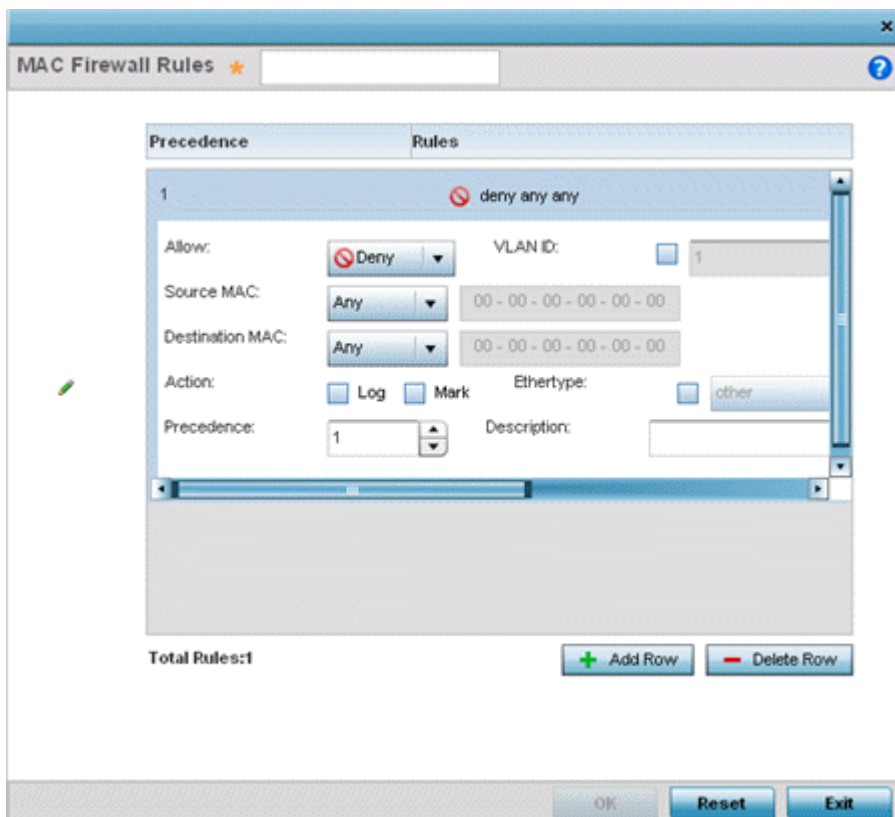 MAC Firewall Rules *
Precedence Rules
1 deny any any
Allow: Deny VLAN ID: 1
Source MAC: Any 00 - 00 - 00 - 00 - 00 - 00
Destination MAC: Any 00 - 00 - 00 - 00 - 00 - 00
Action: Log Mark Ethertype: other
Precedence: 1 Description:
Total Rules:1 Add Row Delete Row
OK Reset Exit